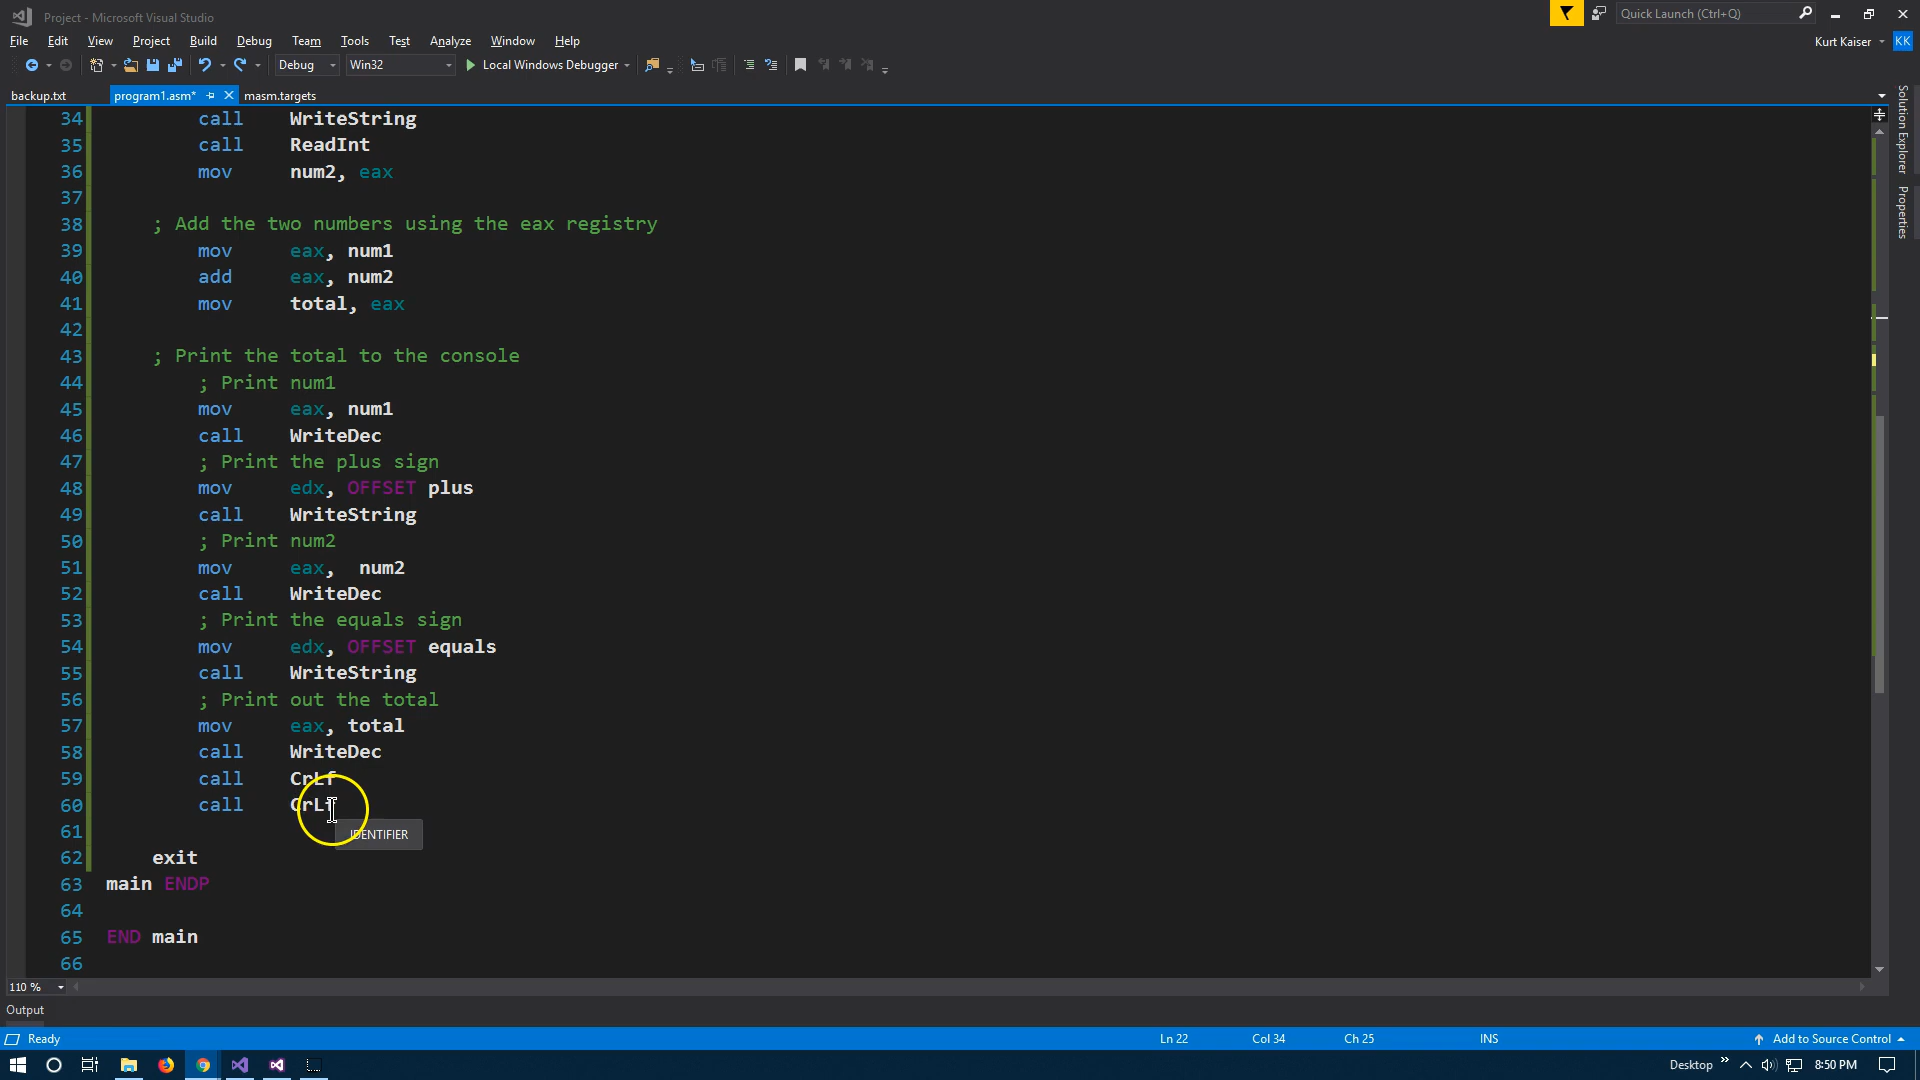 Project - Microsoft Visual Studio
Quick Launch (Ctrl+Q)
File Edit View Project Build Debug Team Tools Test Analyze Window Help
Kurt Kaiser KK
Debug Win32 Local Windows Debugger
backup.txt program1.asm* masm.targets
Solution Explorer
Properties
34 call WriteString
35 call ReadInt
36 mov num2, eax
37
38 ; Add the two numbers using the eax registry
39 mov eax, num1
40 add eax, num2
41 mov total, eax
42
43 ; Print the total to the console
44 ; Print num1
45 mov eax, num1
46 call WriteDec
47 ; Print the plus sign
48 mov edx, OFFSET plus
49 call WriteString
50 ; Print num2
51 mov eax, num2
52 call WriteDec
53 ; Print the equals sign
54 mov edx, OFFSET equals
55 call WriteString
56 ; Print out the total
57 mov eax, total
58 call WriteDec
59 call CrLf
60 call CrLf
IDENTIFIER
61
62 exit
63 main ENDP
64
65 END main
66
110 %
Output
Ready Ln 22 Col 34 Ch 25 INS Add to Source Control
Desktop 8:50 PM